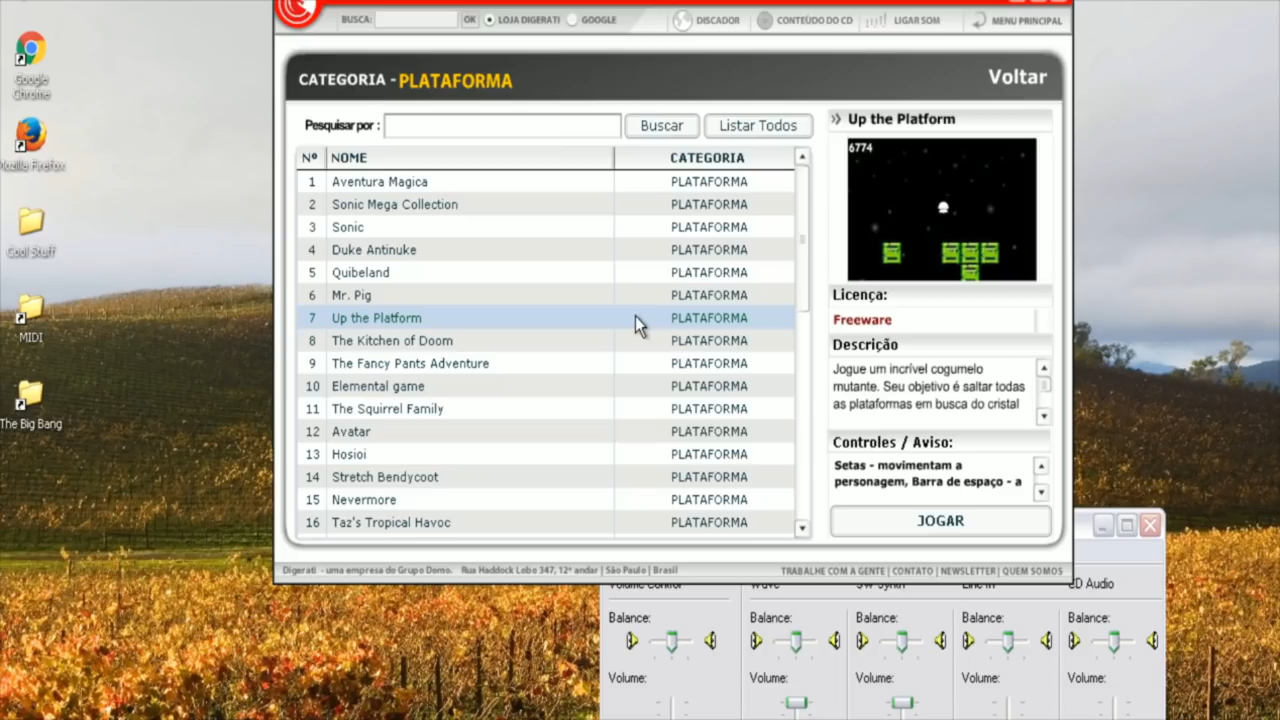 BUSCA: OK LOJA DIGERATI GOOGLE DISCADOR CONTEÚDO DO CD LIGAR SOM MENU PRINCIPAL
Google Chrome
Mozilla Firefox
Cool Stuff
MIDI
The Big Bang
CATEGORIA - PLATAFORMA Voltar
Pesquisar por : Buscar Listar Todos
Nº NOME CATEGORIA
1 Aventura Magica PLATAFORMA
2 Sonic Mega Collection PLATAFORMA
3 Sonic PLATAFORMA
4 Duke Antinuke PLATAFORMA
5 Quibeland PLATAFORMA
6 Mr. Pig PLATAFORMA
7 Up the Platform PLATAFORMA
8 The Kitchen of Doom PLATAFORMA
9 The Fancy Pants Adventure PLATAFORMA
10 Elemental game PLATAFORMA
11 The Squirrel Family PLATAFORMA
12 Avatar PLATAFORMA
13 Hosioi PLATAFORMA
14 Stretch Bendycoot PLATAFORMA
15 Nevermore PLATAFORMA
16 Taz's Tropical Havoc PLATAFORMA
Up the Platform
6774
Licença:
Freeware
Descrição
Jogue um incrível cogumelo
mutante. Seu objetivo é saltar todas
as plataformas em busca do cristal
Controles / Aviso:
Setas - movimentam a
personagem, Barra de espaço - a
JOGAR
Digerati - uma empresa do Grupo Domo. Rua Haddock Lobo 347, 12º andar | São Paulo | Brasil TRABALHE COM A GENTE | CONTATO | NEWSLETTER | QUEM SOMOS
Volume Control Wave SW Synth Line In CD Audio
Balance: Balance: Balance: Balance: Balance:
Volume: Volume: Volume: Volume: Volume: